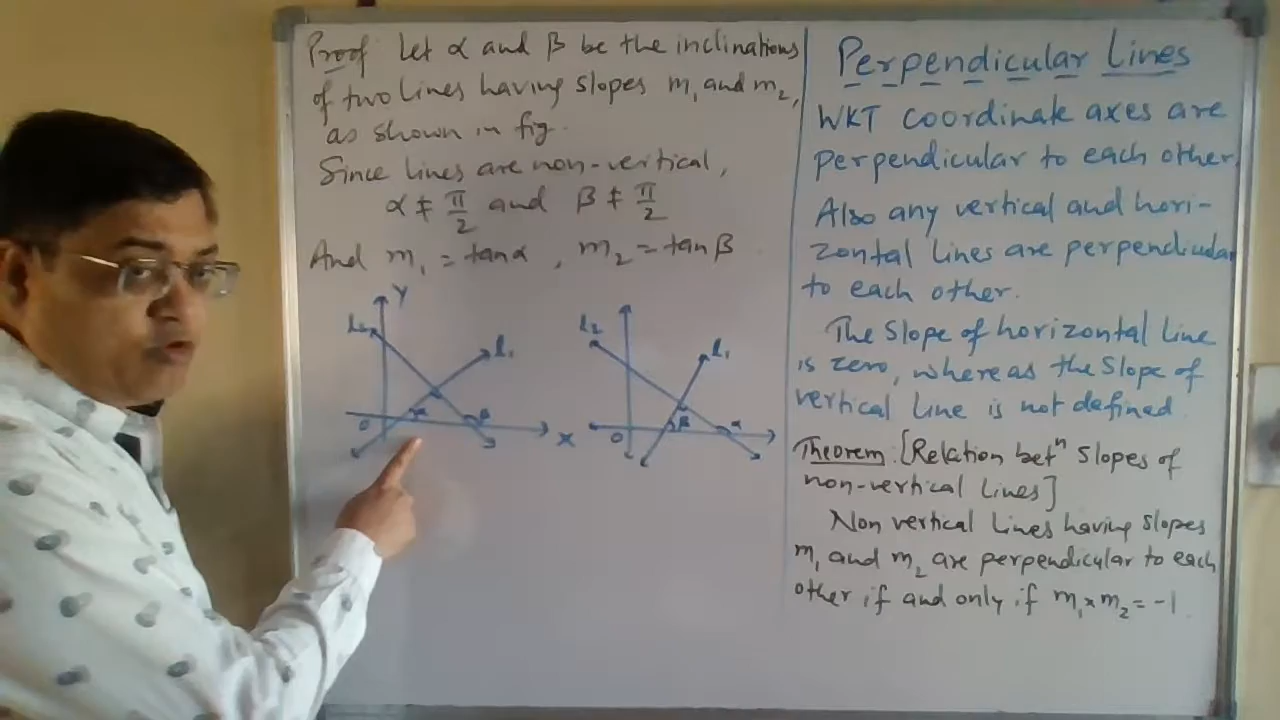 Proof Let α and β be the inclinations
of two lines having slopes m₁ and m₂,
as shown in fig.
Since lines are non-vertical,
α ≠ π/2 and β ≠ π/2
And m₁ = tanα , m₂ = tanβ
Y
l₂
l₁
α
β
O
X
l₂
l₁
β
α
O
Perpendicular Lines
WKT coordinate axes are
perpendicular to each other.
Also any vertical and hori-
zontal lines are perpendicular
to each other.
The slope of horizontal Line
is zero, where as the slope of
vertical Line is not defined.
Theorem: [Relation betⁿ slopes of
non-vertical Lines]
Non vertical Lines having slopes
m₁ and m₂ are perpendicular to each
other if and only if m₁ × m₂ = -1